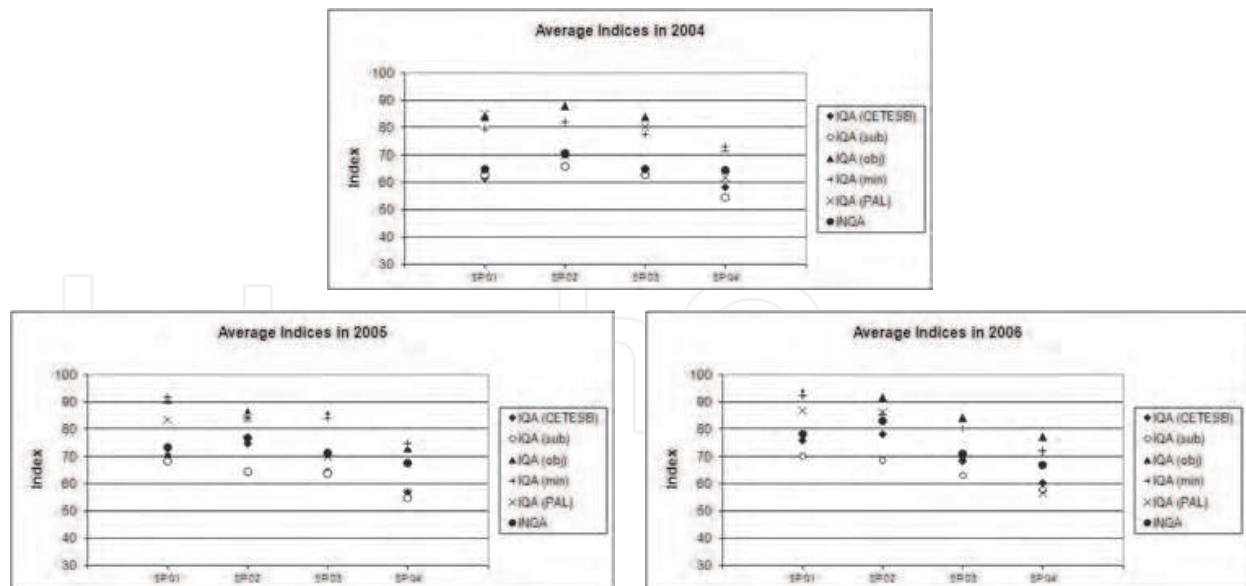 Average Indices in 2004
Index
100
90
80
70
60
50
40
30
SP01
SP02
SP03
SP04
IQA (CETESB)
IQA (sub)
IQA (obj)
IQA (min)
IQA (PAL)
INQA
Average Indices in 2005
Index
100
90
80
70
60
50
40
30
SP01
SP02
SP03
SP04
IQA (CETESB)
IQA (sub)
IQA (obj)
IQA (min)
IQA (PAL)
INQA
Average Indices in 2006
Index
100
90
80
70
60
50
40
30
SP01
SP02
SP03
SP04
IQA (CETESB)
IQA (sub)
IQA (obj)
IQA (min)
IQA (PAL)
INQA